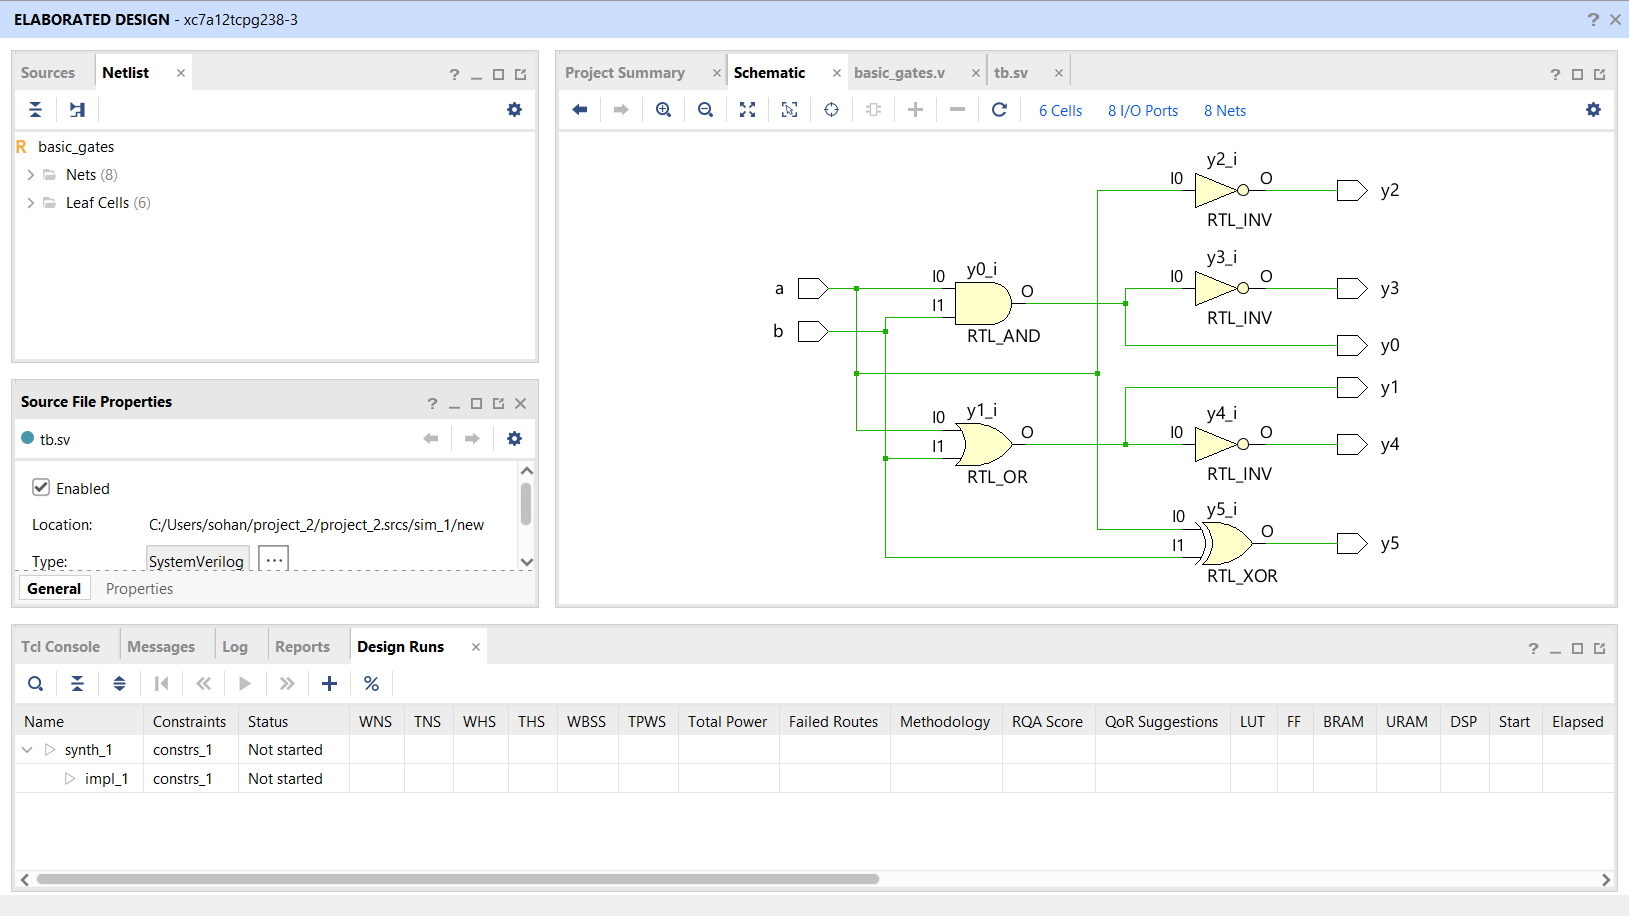 ELABORATED DESIGN - xc7a12tcpg238-3
Sources
Netlist
basic_gates
Nets (8)
Leaf Cells (6)
Source File Properties
tb.sv
Enabled
Location: C:/Users/sohan/project_2/project_2.srcs/sim_1/new
Type: SystemVerilog ...
General Properties
Project Summary
Schematic
basic_gates.v
tb.sv
6 Cells 8 I/O Ports 8 Nets
y2_i
I0 O
y2
RTL_INV
y3_i
I0 O
y3
RTL_INV
a
b
y0_i
I0
I1
O
RTL_AND
y0
y1
y1_i
I0
I1
O
RTL_OR
y4_i
I0 O
y4
RTL_INV
y5_i
I0
I1
O
y5
RTL_XOR
Tcl Console Messages Log Reports Design Runs
Name Constraints Status WNS TNS WHS THS WBSS TPWS Total Power Failed Routes Methodology RQA Score QoR Suggestions LUT FF BRAM URAM DSP Start Elapsed
synth_1 constrs_1 Not started
impl_1 constrs_1 Not started